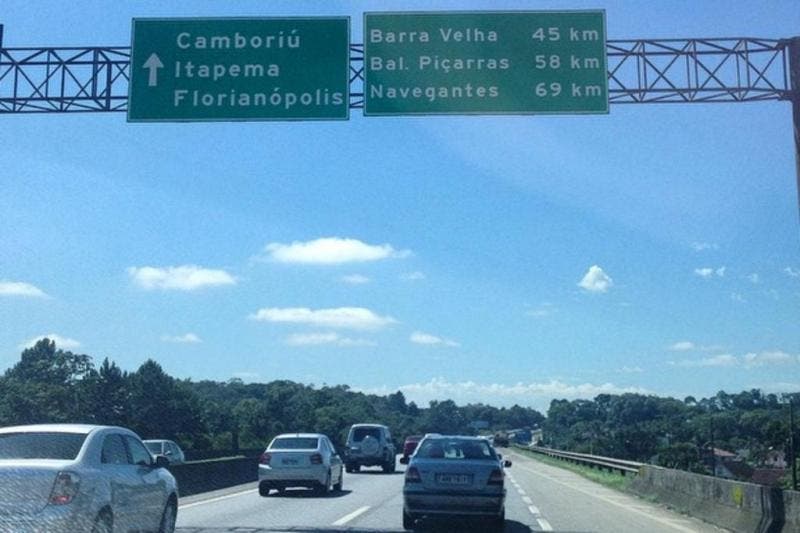 Camboriú
Itapema
Florianópolis
Barra Velha 45 km
Bal. Piçarras 58 km
Navegantes 69 km